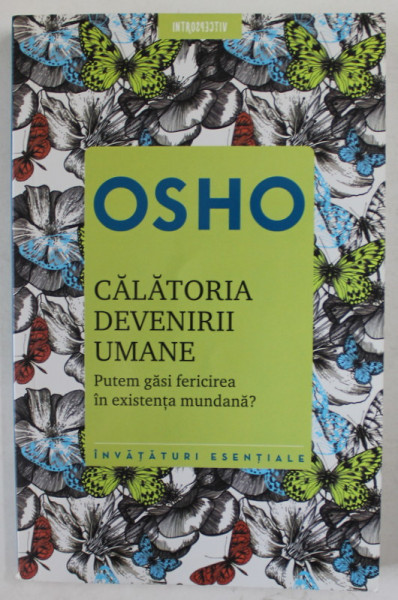 INTROSPECTIV
OSHO
CĂLĂTORIA
DEVENIRII
UMANE
Putem găsi fericirea
în existența mundană?
ÎNVĂȚĂTURI ESENȚIALE